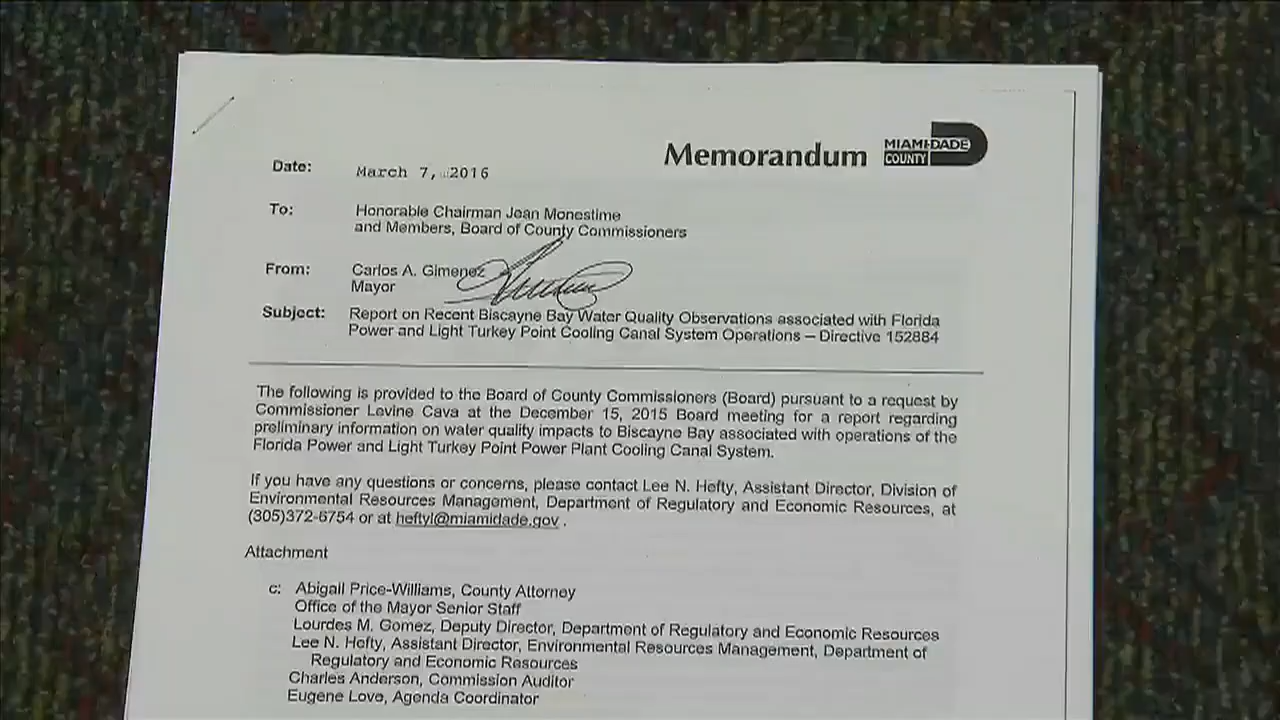 Memorandum
MIAMI-DADE
COUNTY
Date: March 7, 2016
To: Honorable Chairman Jean Monestime
and Members, Board of County Commissioners
From: Carlos A. Gimenez
Mayor
Subject: Report on Recent Biscayne Bay Water Quality Observations associated with Florida
Power and Light Turkey Point Cooling Canal System Operations – Directive 152884
The following is provided to the Board of County Commissioners (Board) pursuant to a request by
Commissioner Levine Cava at the December 15, 2015 Board meeting for a report regarding
preliminary information on water quality impacts to Biscayne Bay associated with operations of the
Florida Power and Light Turkey Point Power Plant Cooling Canal System.
If you have any questions or concerns, please contact Lee N. Hefty, Assistant Director, Division of
Environmental Resources Management, Department of Regulatory and Economic Resources, at
(305)372-6754 or at heftyl@miamidade.gov .
Attachment
c: Abigail Price-Williams, County Attorney
Office of the Mayor Senior Staff
Lourdes M. Gomez, Deputy Director, Department of Regulatory and Economic Resources
Lee N. Hefty, Assistant Director, Environmental Resources Management, Department of
Regulatory and Economic Resources
Charles Anderson, Commission Auditor
Eugene Love, Agenda Coordinator